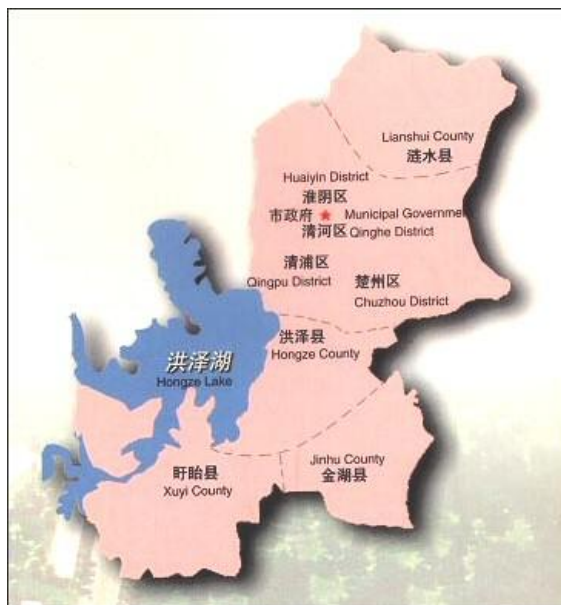 Lianshui County
涟水县
Huaiyin District
淮阴区
市政府 ★ Municipal Governmen
清河区 Qinghe District
清浦区
Qingpu District
楚州区
Chuzhou District
洪泽县
Hongze County
洪泽湖
Hongze Lake
Jinhu County
金湖县
盱眙县
Xuyi County